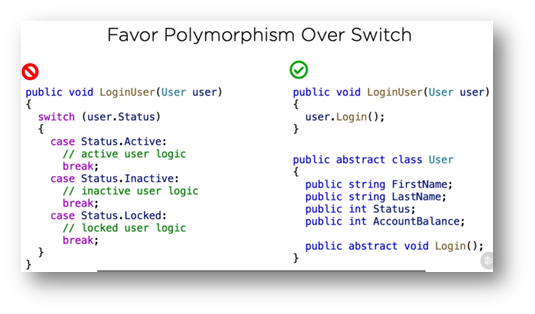 Favor Polymorphism Over Switch
public void LoginUser(User user)
{
switch (user.Status)
{
case Status.Active:
// active user logic
break;
case Status.Inactive:
// inactive user logic
break;
case Status.Locked:
// locked user logic
break;
}
}
public void LoginUser(User user)
{
user.Login();
}
public abstract class User
{
public string FirstName;
public string LastName;
public int Status;
public int AccountBalance;
public abstract void Login();
}